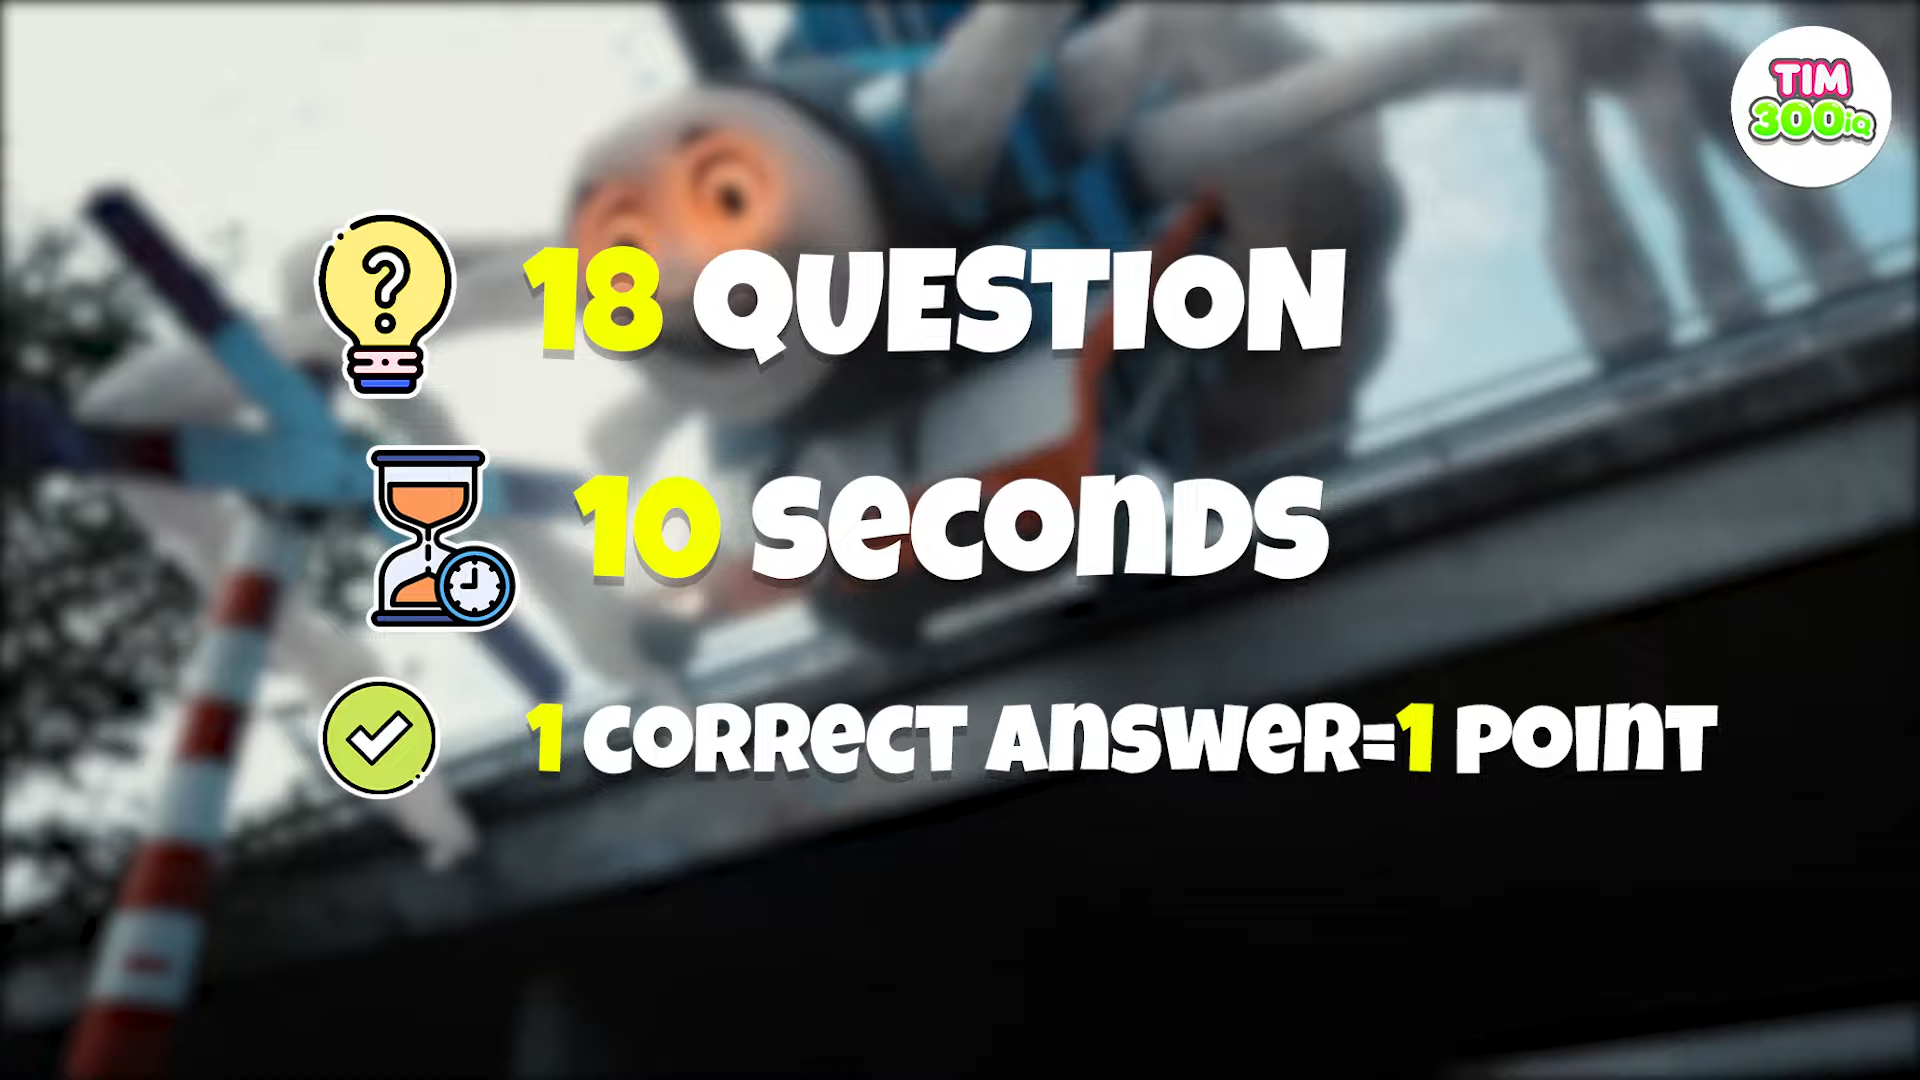 TIM
300iQ
18 QUESTION
10 seconds
1 correct answer=1 point